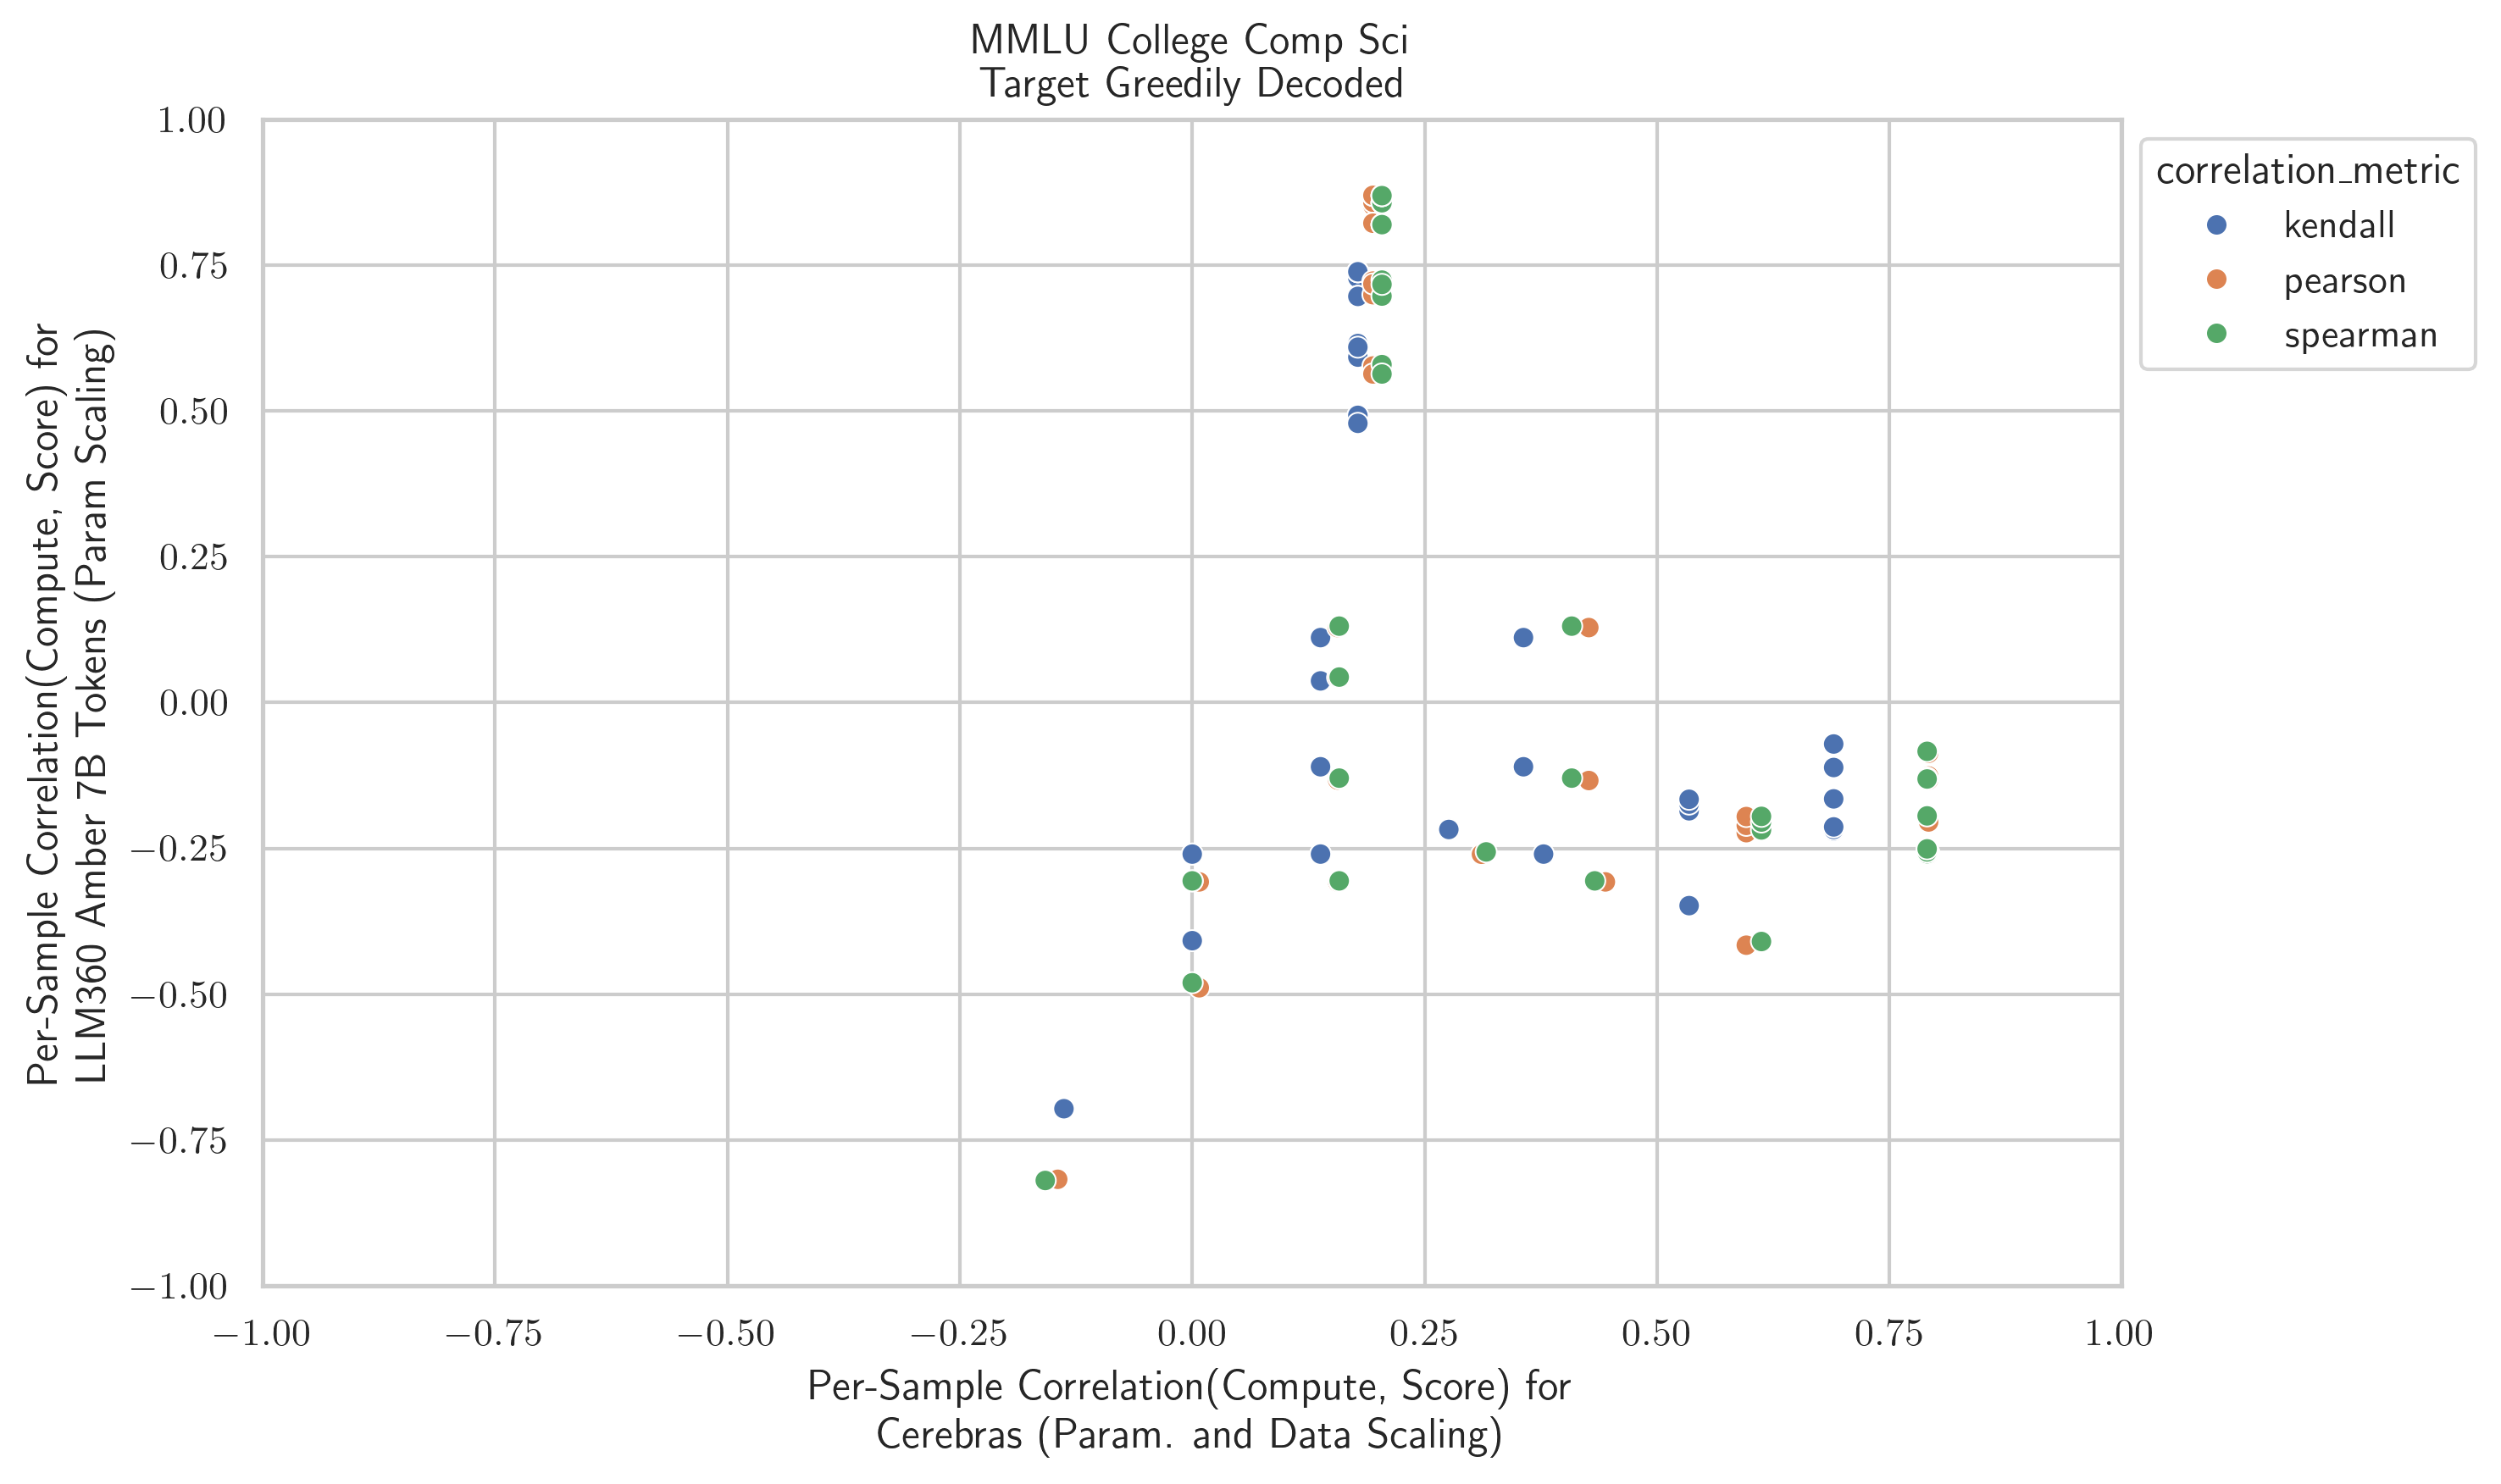 MMLU College Comp Sci
Target Greedily Decoded
Per-Sample Correlation(Compute, Score) for
LLM360 Amber 7B Tokens (Param Scaling)
1.00
0.75
0.50
0.25
0.00
−0.25
−0.50
−0.75
−1.00
−1.00 −0.75 −0.50 −0.25 0.00 0.25 0.50 0.75 1.00
Per-Sample Correlation(Compute, Score) for
Cerebras (Param. and Data Scaling)
correlation_metric
kendall
pearson
spearman